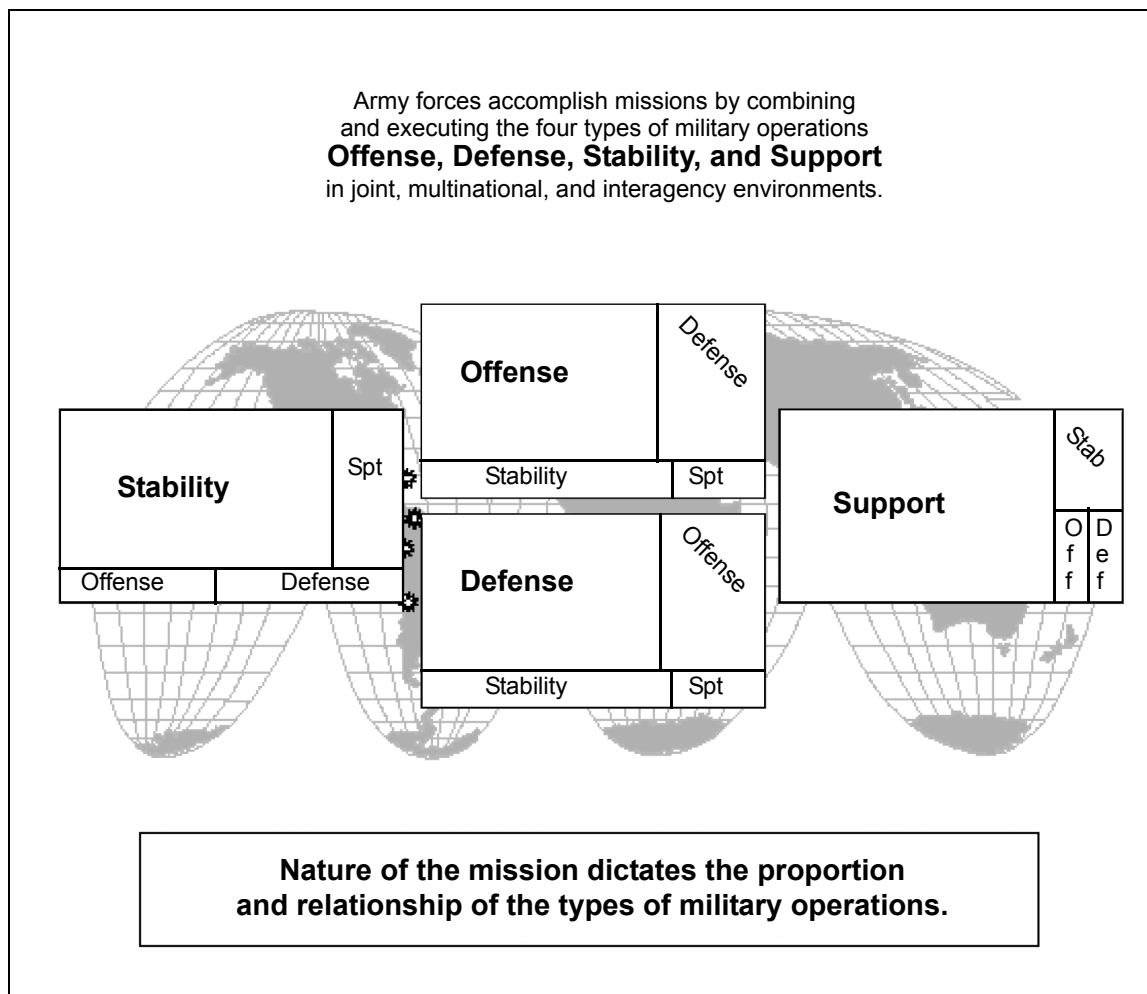 Army forces accomplish missions by combining
and executing the four types of military operations
Offense, Defense, Stability, and Support
in joint, multinational, and interagency environments.
Stability
Spt
Offense
Defense
Offense
Defense
Stability
Spt
Defense
Offense
Stability
Spt
Support
Stab
Off
Def
Nature of the mission dictates the proportion
and relationship of the types of military operations.